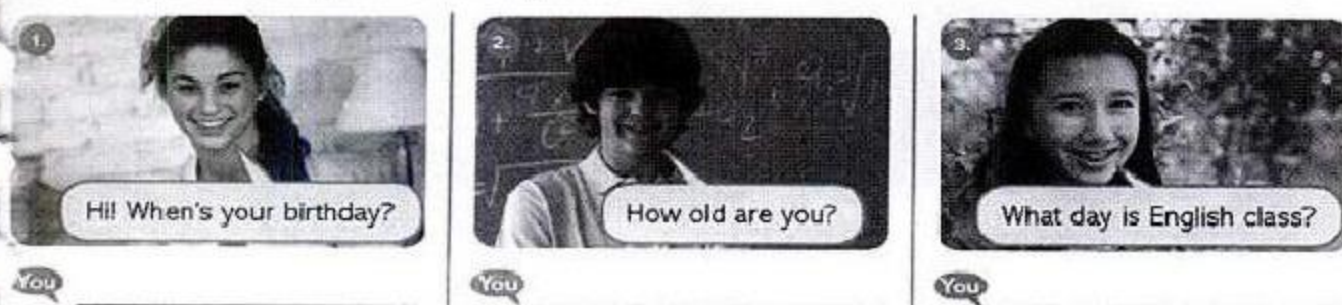 1.
Hi! When's your birthday?
You
2.
How old are you?
You
3.
What day is English class?
You